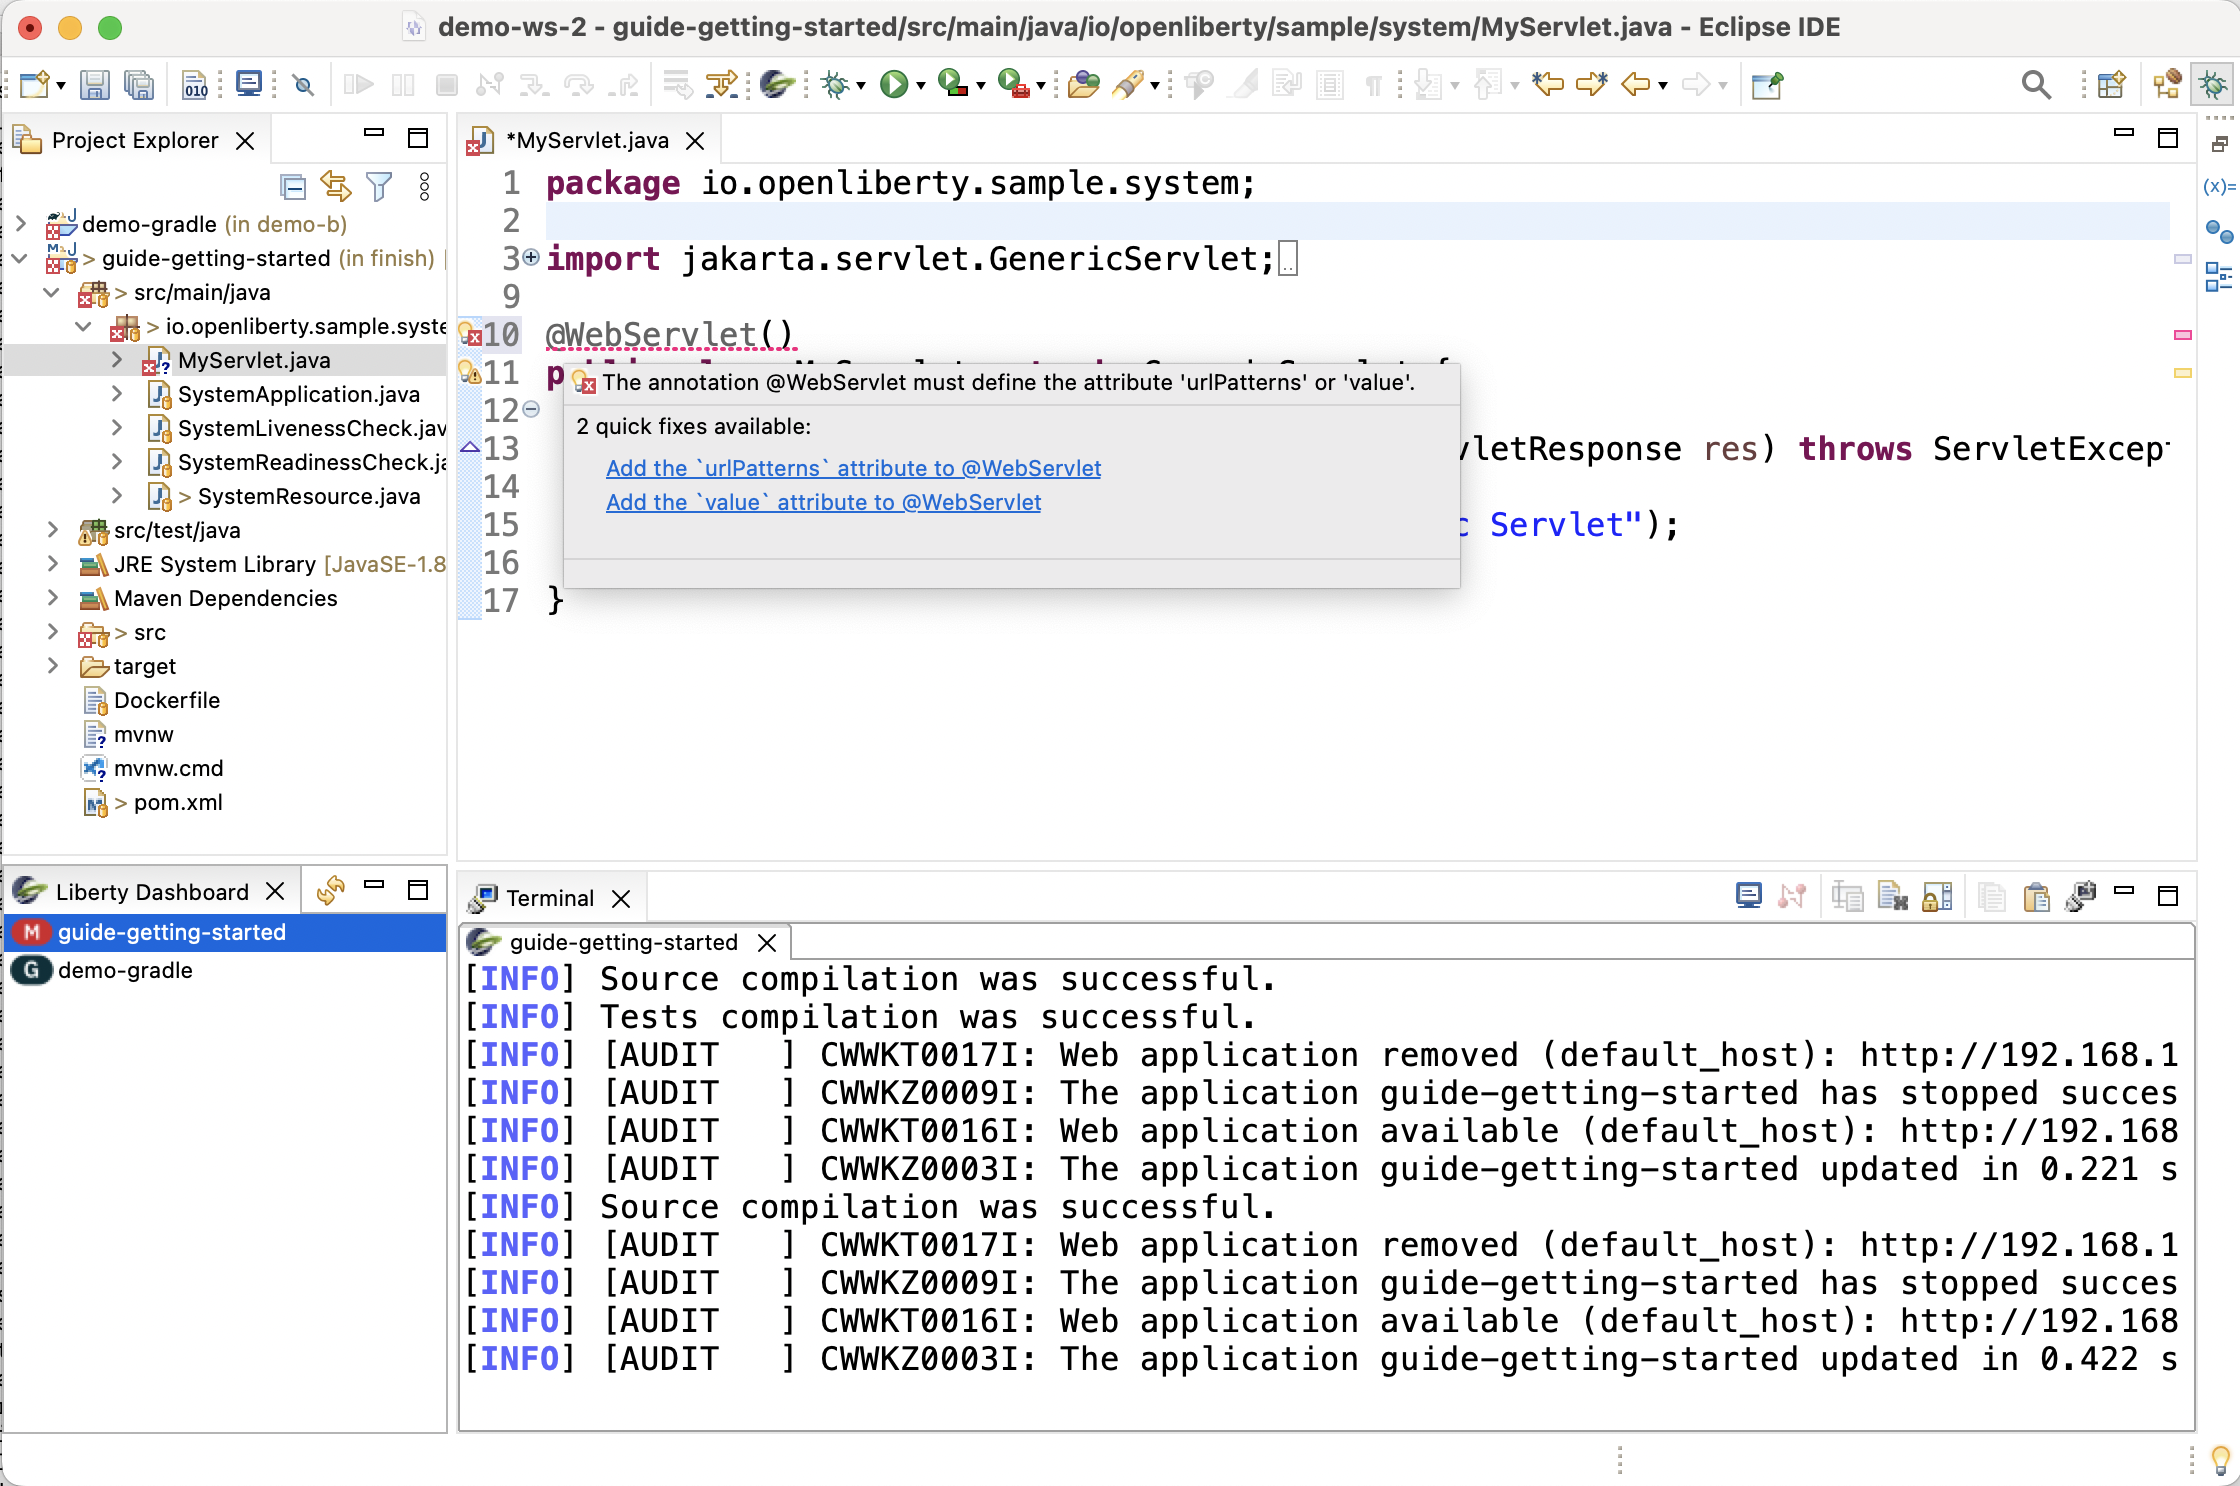 demo-ws-2 - guide-getting-started/src/main/java/io/openliberty/sample/system/MyServlet.java - Eclipse IDE
010
Project Explorer
demo-gradle (in demo-b)
> guide-getting-started (in finish)
> src/main/java
> io.openliberty.sample.syste
MyServlet.java
SystemApplication.java
SystemLivenessCheck.jav
SystemReadinessCheck.ja
> SystemResource.java
src/test/java
JRE System Library [JavaSE-1.8
Maven Dependencies
> src
target
Dockerfile
mvnw
mvnw.cmd
> pom.xml
*MyServlet.java
(x)=
1 package io.openliberty.sample.system;
2
3 import jakarta.servlet.GenericServlet;
9
10 @WebServlet()
11
12
13 vletResponse res) throws ServletExcep
14
15 c Servlet");
16
17 }
The annotation @WebServlet must define the attribute 'urlPatterns' or 'value'.
2 quick fixes available:
Add the `urlPatterns` attribute to @WebServlet
Add the `value` attribute to @WebServlet
Liberty Dashboard
M guide-getting-started
G demo-gradle
Terminal
guide-getting-started
[INFO] Source compilation was successful.
[INFO] Tests compilation was successful.
[INFO] [AUDIT   ] CWWKT0017I: Web application removed (default_host): http://192.168.1
[INFO] [AUDIT   ] CWWKZ0009I: The application guide-getting-started has stopped succes
[INFO] [AUDIT   ] CWWKT0016I: Web application available (default_host): http://192.168
[INFO] [AUDIT   ] CWWKZ0003I: The application guide-getting-started updated in 0.221 s
[INFO] Source compilation was successful.
[INFO] [AUDIT   ] CWWKT0017I: Web application removed (default_host): http://192.168.1
[INFO] [AUDIT   ] CWWKZ0009I: The application guide-getting-started has stopped succes
[INFO] [AUDIT   ] CWWKT0016I: Web application available (default_host): http://192.168
[INFO] [AUDIT   ] CWWKZ0003I: The application guide-getting-started updated in 0.422 s